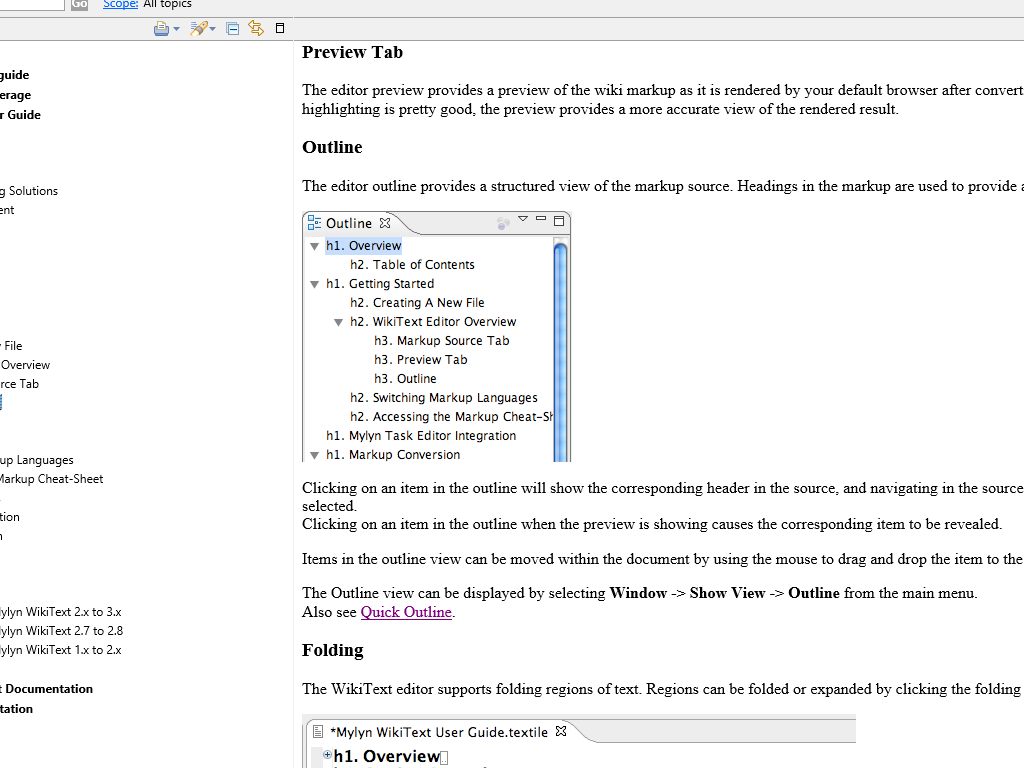 Go Scope: All topics
guide
erage
r Guide
g Solutions
ent
File
Overview
rce Tab
up Languages
Markup Cheat-Sheet
tion
n
ylyn WikiText 2.x to 3.x
ylyn WikiText 2.7 to 2.8
ylyn WikiText 1.x to 2.x
t Documentation
tation
Preview Tab
The editor preview provides a preview of the wiki markup as it is rendered by your default browser after convert
highlighting is pretty good, the preview provides a more accurate view of the rendered result.
Outline
The editor outline provides a structured view of the markup source. Headings in the markup are used to provide a
Outline
h1. Overview
h2. Table of Contents
h1. Getting Started
h2. Creating A New File
h2. WikiText Editor Overview
h3. Markup Source Tab
h3. Preview Tab
h3. Outline
h2. Switching Markup Languages
h2. Accessing the Markup Cheat-Sh
h1. Mylyn Task Editor Integration
h1. Markup Conversion
Clicking on an item in the outline will show the corresponding header in the source, and navigating in the source
selected.
Clicking on an item in the outline when the preview is showing causes the corresponding item to be revealed.
Items in the outline view can be moved within the document by using the mouse to drag and drop the item to the
The Outline view can be displayed by selecting Window -> Show View -> Outline from the main menu.
Also see Quick Outline.
Folding
The WikiText editor supports folding regions of text. Regions can be folded or expanded by clicking the folding
*Mylyn WikiText User Guide.textile
h1. Overview